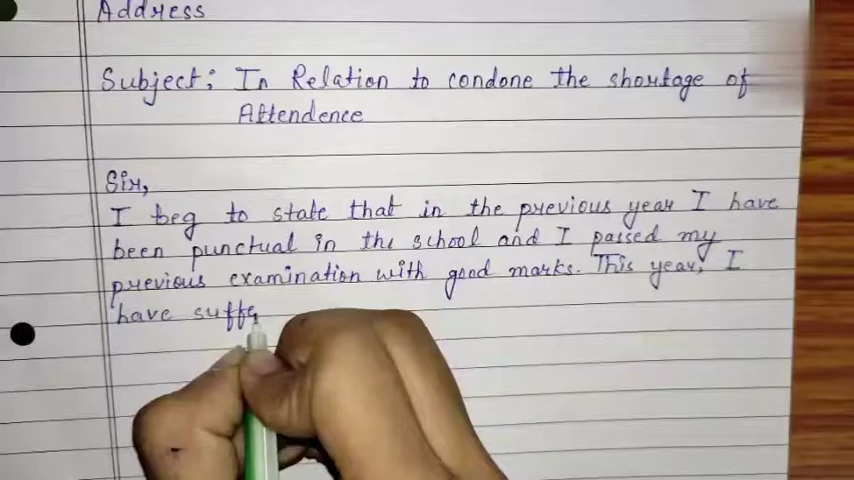 Address
Subject: In Relation to condone the shortage of
Attendence
Sir,
I beg to state that in the previous year I have
been punctual in the school and I passed my
previous examination with good marks. This year, I
have suffe